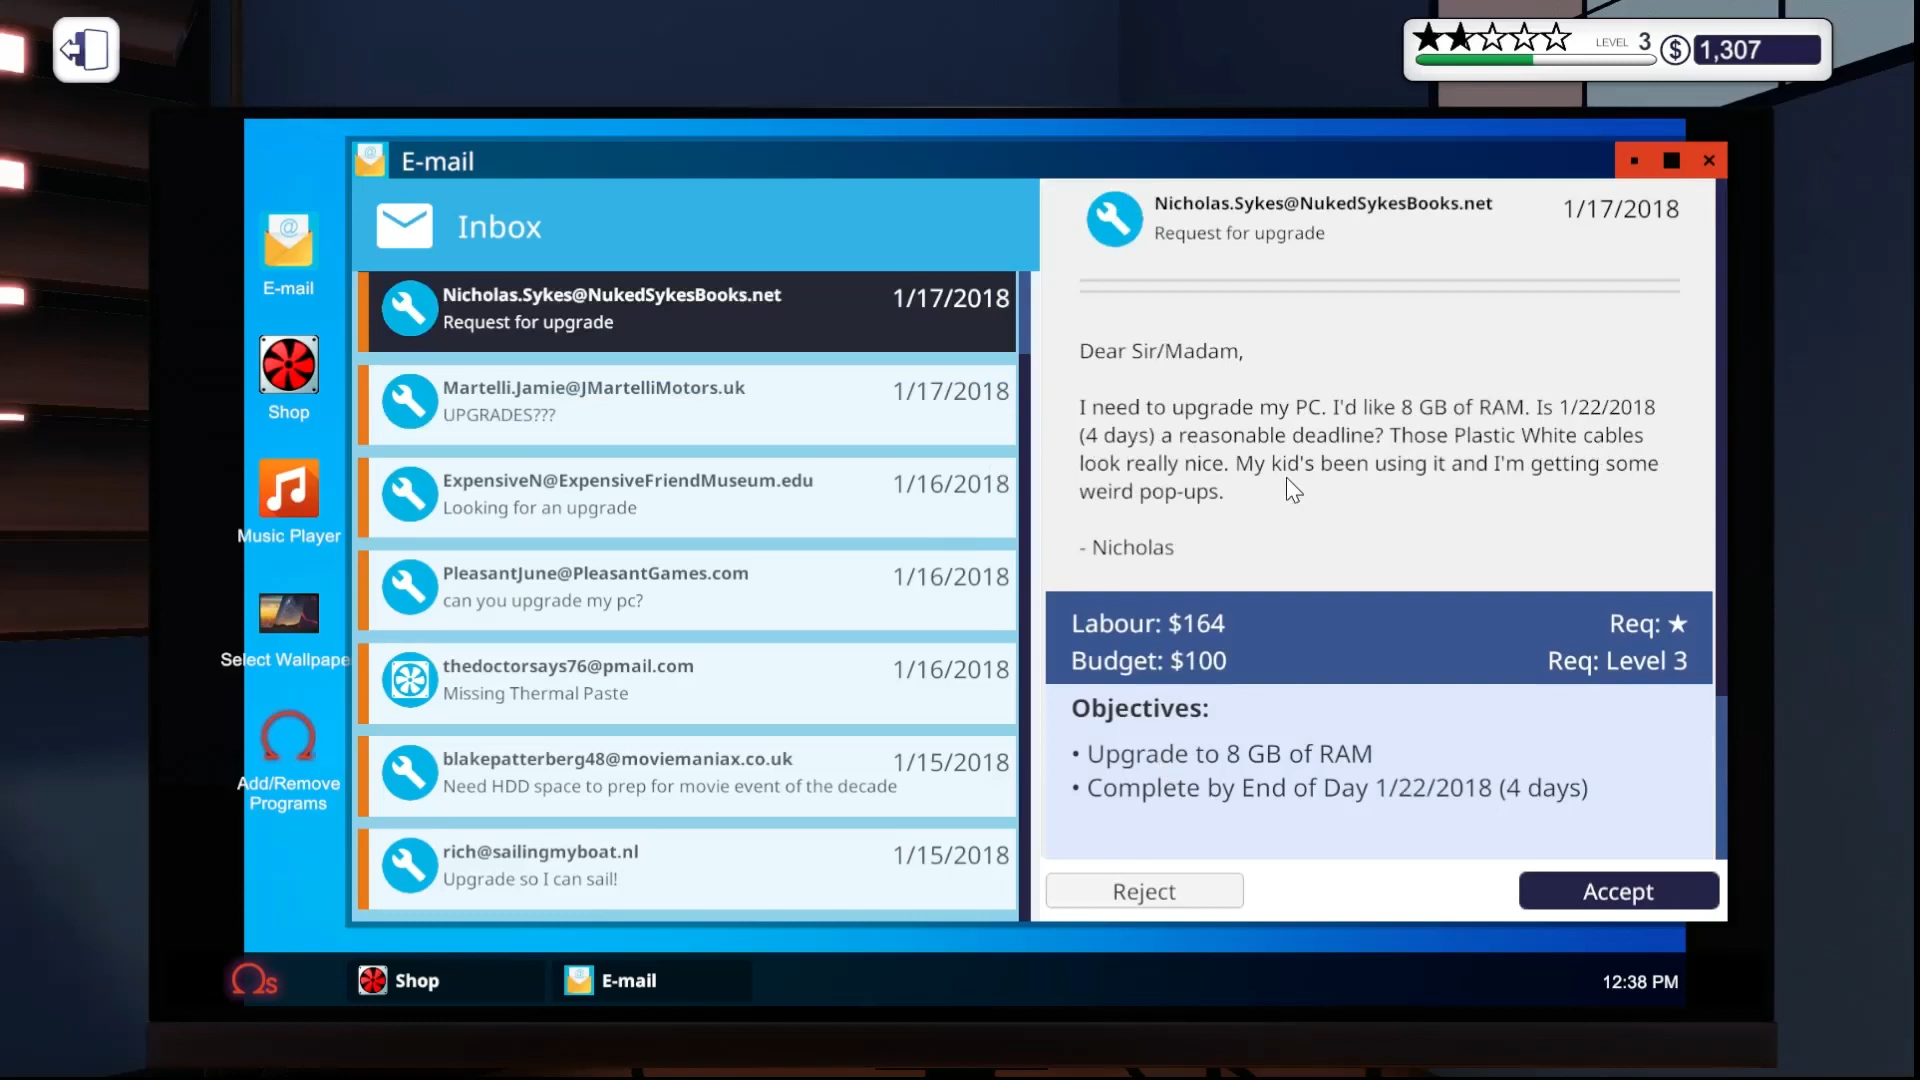 LEVEL 3
$ 1,307
E-mail
Inbox
Nicholas.Sykes@NukedSykesBooks.net 1/17/2018
Request for upgrade
Martelli.Jamie@JMartelliMotors.uk 1/17/2018
UPGRADES???
ExpensiveN@ExpensiveFriendMuseum.edu 1/16/2018
Looking for an upgrade
PleasantJune@PleasantGames.com 1/16/2018
can you upgrade my pc?
thedoctorsays76@pmail.com 1/16/2018
Missing Thermal Paste
blakepatterberg48@moviemaniax.co.uk 1/15/2018
Need HDD space to prep for movie event of the decade
rich@sailingmyboat.nl 1/15/2018
Upgrade so I can sail!
Nicholas.Sykes@NukedSykesBooks.net 1/17/2018
Request for upgrade
Dear Sir/Madam,
I need to upgrade my PC. I'd like 8 GB of RAM. Is 1/22/2018
(4 days) a reasonable deadline? Those Plastic White cables
look really nice. My kid's been using it and I'm getting some
weird pop-ups.
- Nicholas
Labour: $164 Req: ★
Budget: $100 Req: Level 3
Objectives:
• Upgrade to 8 GB of RAM
• Complete by End of Day 1/22/2018 (4 days)
Reject Accept
E-mail
Shop
Music Player
Select Wallpape
Add/Remove
Programs
Ωs Shop E-mail 12:38 PM